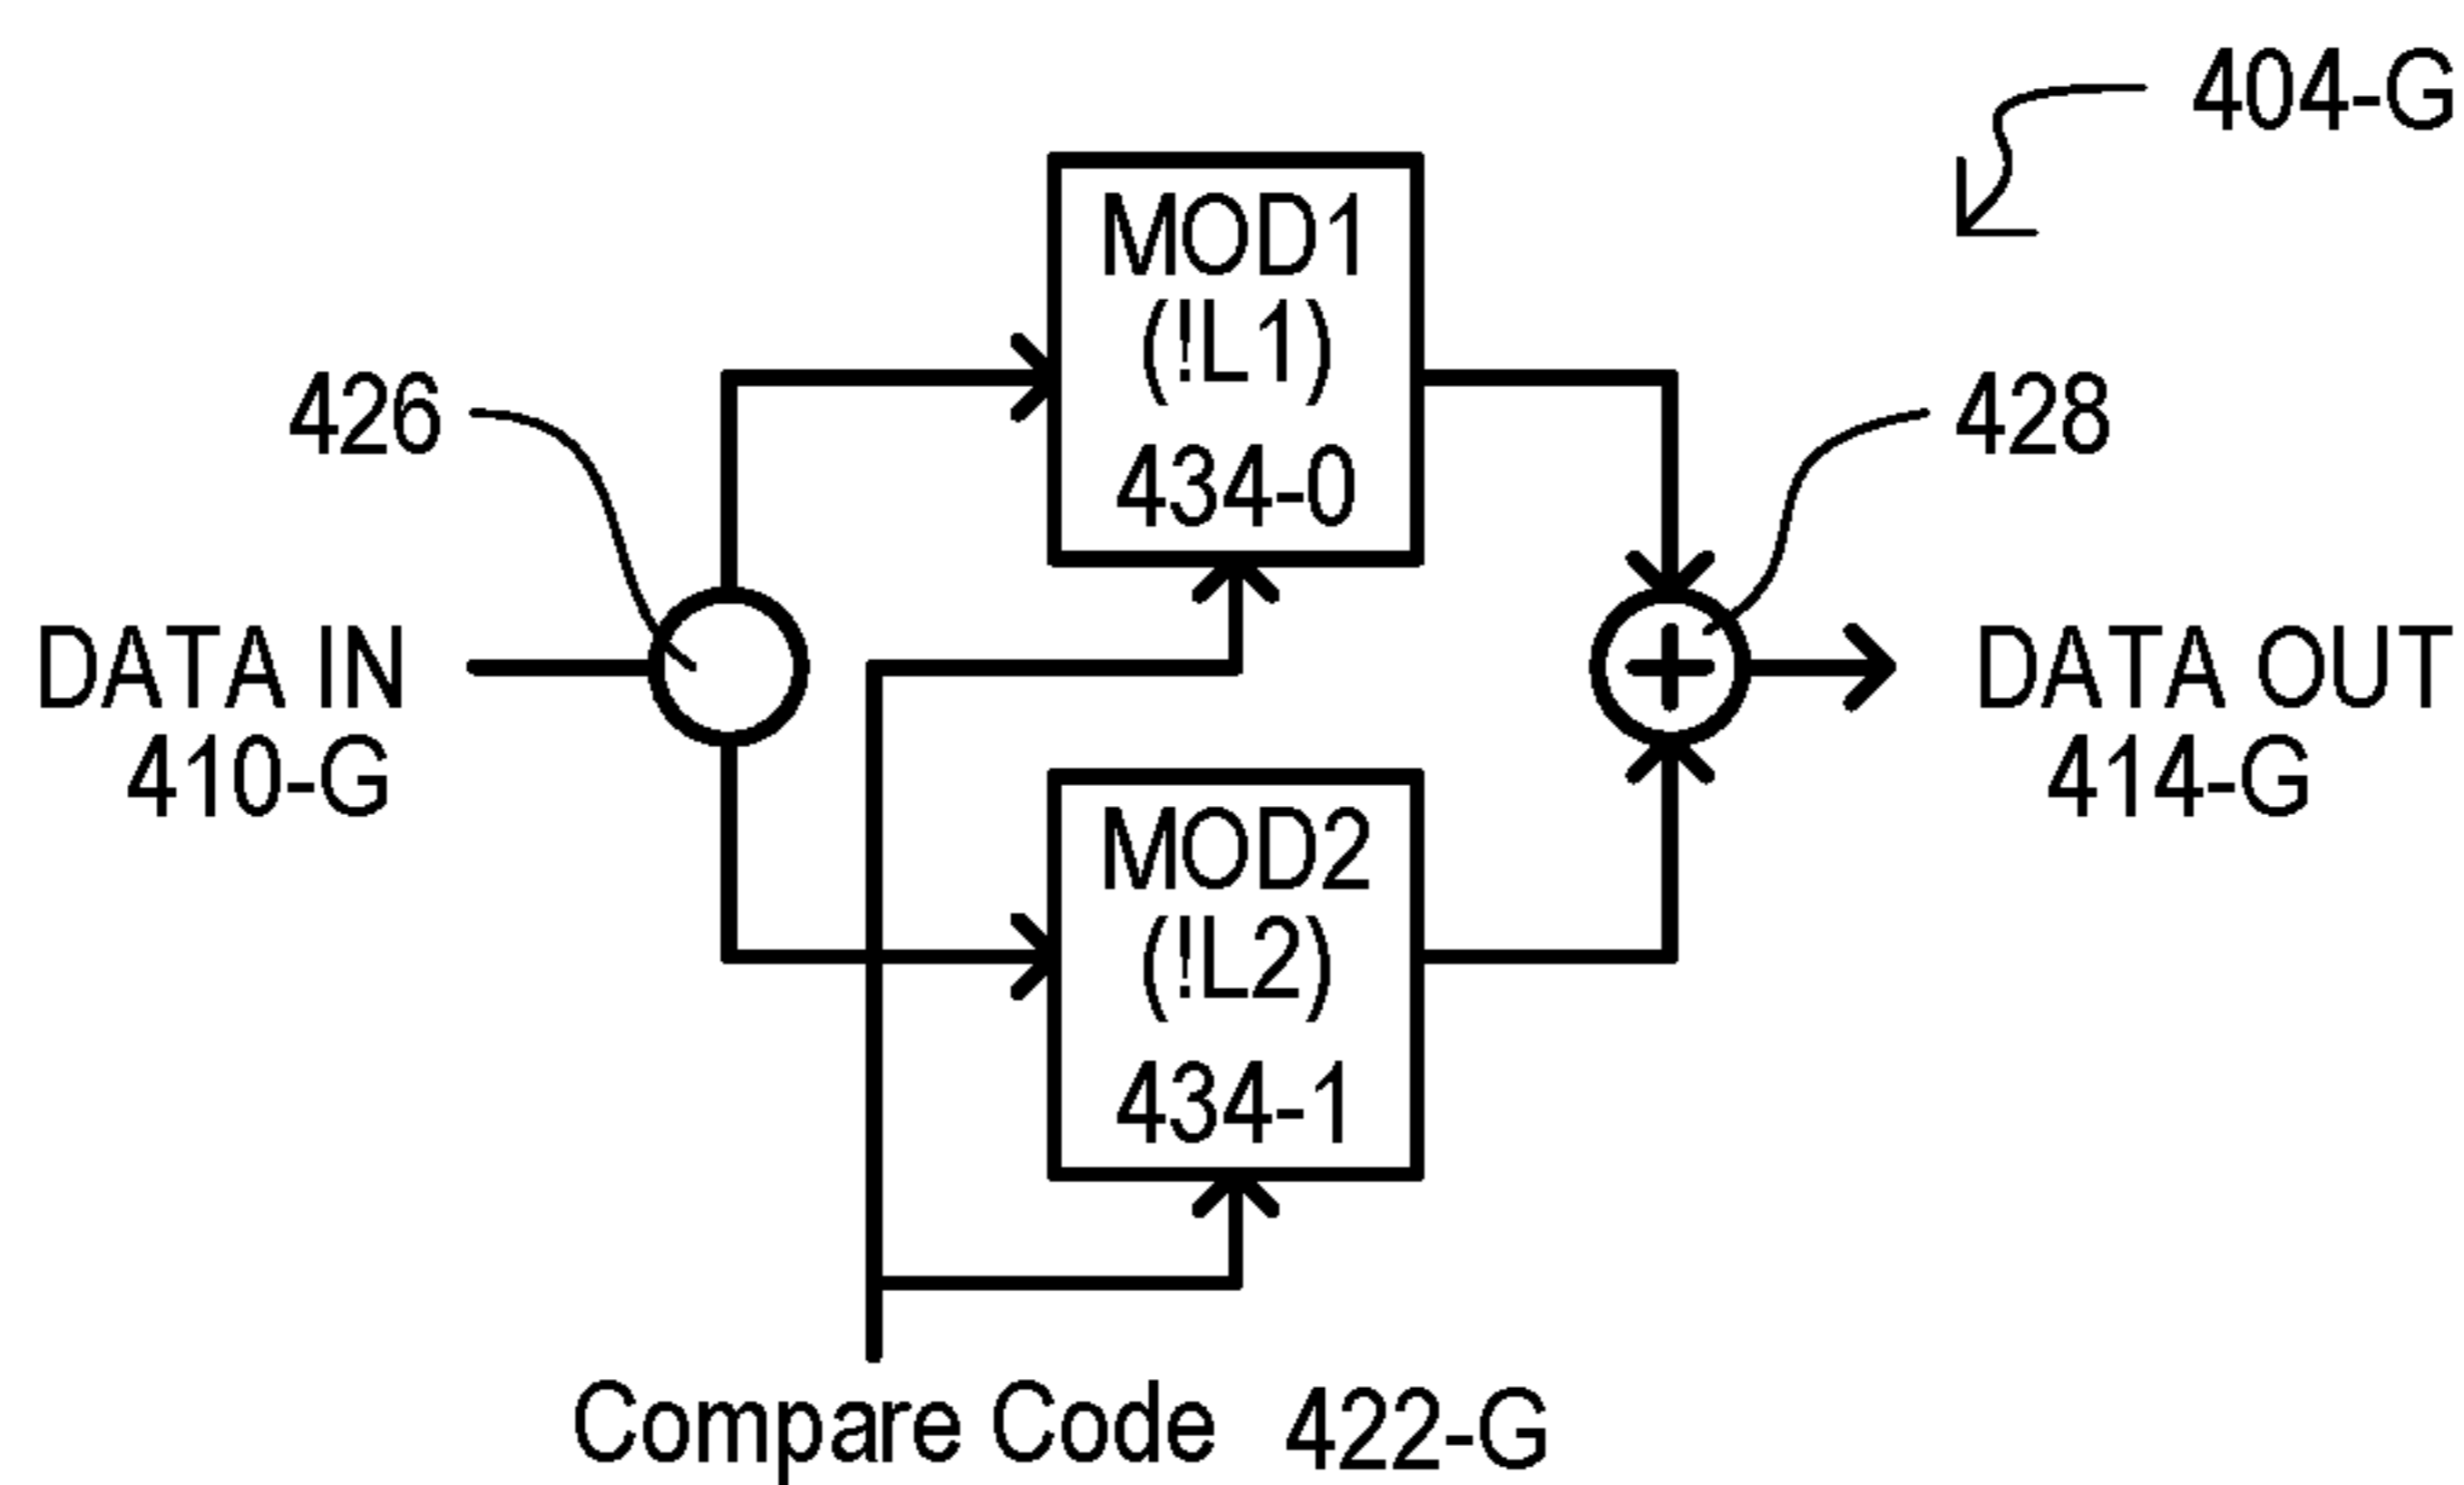 404-G
MOD1
(!L1)
434-0
426
428
DATA IN
410-G
DATA OUT
414-G
MOD2
(!L2)
434-1
Compare Code 422-G